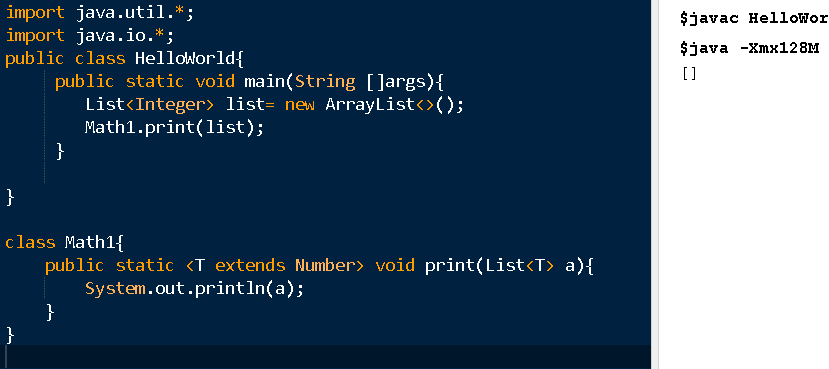 import java.util.*;
import java.io.*;
public class HelloWorld{
public static void main(String []args){
List<Integer> list= new ArrayList<>();
Math1.print(list);
}
}
class Math1{
public static <T extends Number> void print(List<T> a){
System.out.println(a);
}
}
$javac HelloWor
$java -Xmx128M
[]